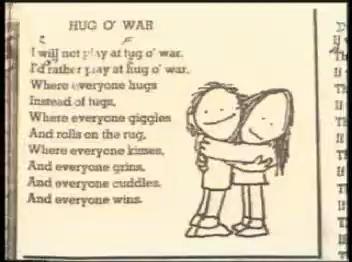 HUG O' WAR
I will not play at tug o' war.
I'd rather play at hug o' war,
Where everyone hugs
Instead of tugs,
Where everyone giggles
And rolls on the rug,
Where everyone kisses,
And everyone grins,
And everyone cuddles,
And everyone wins.